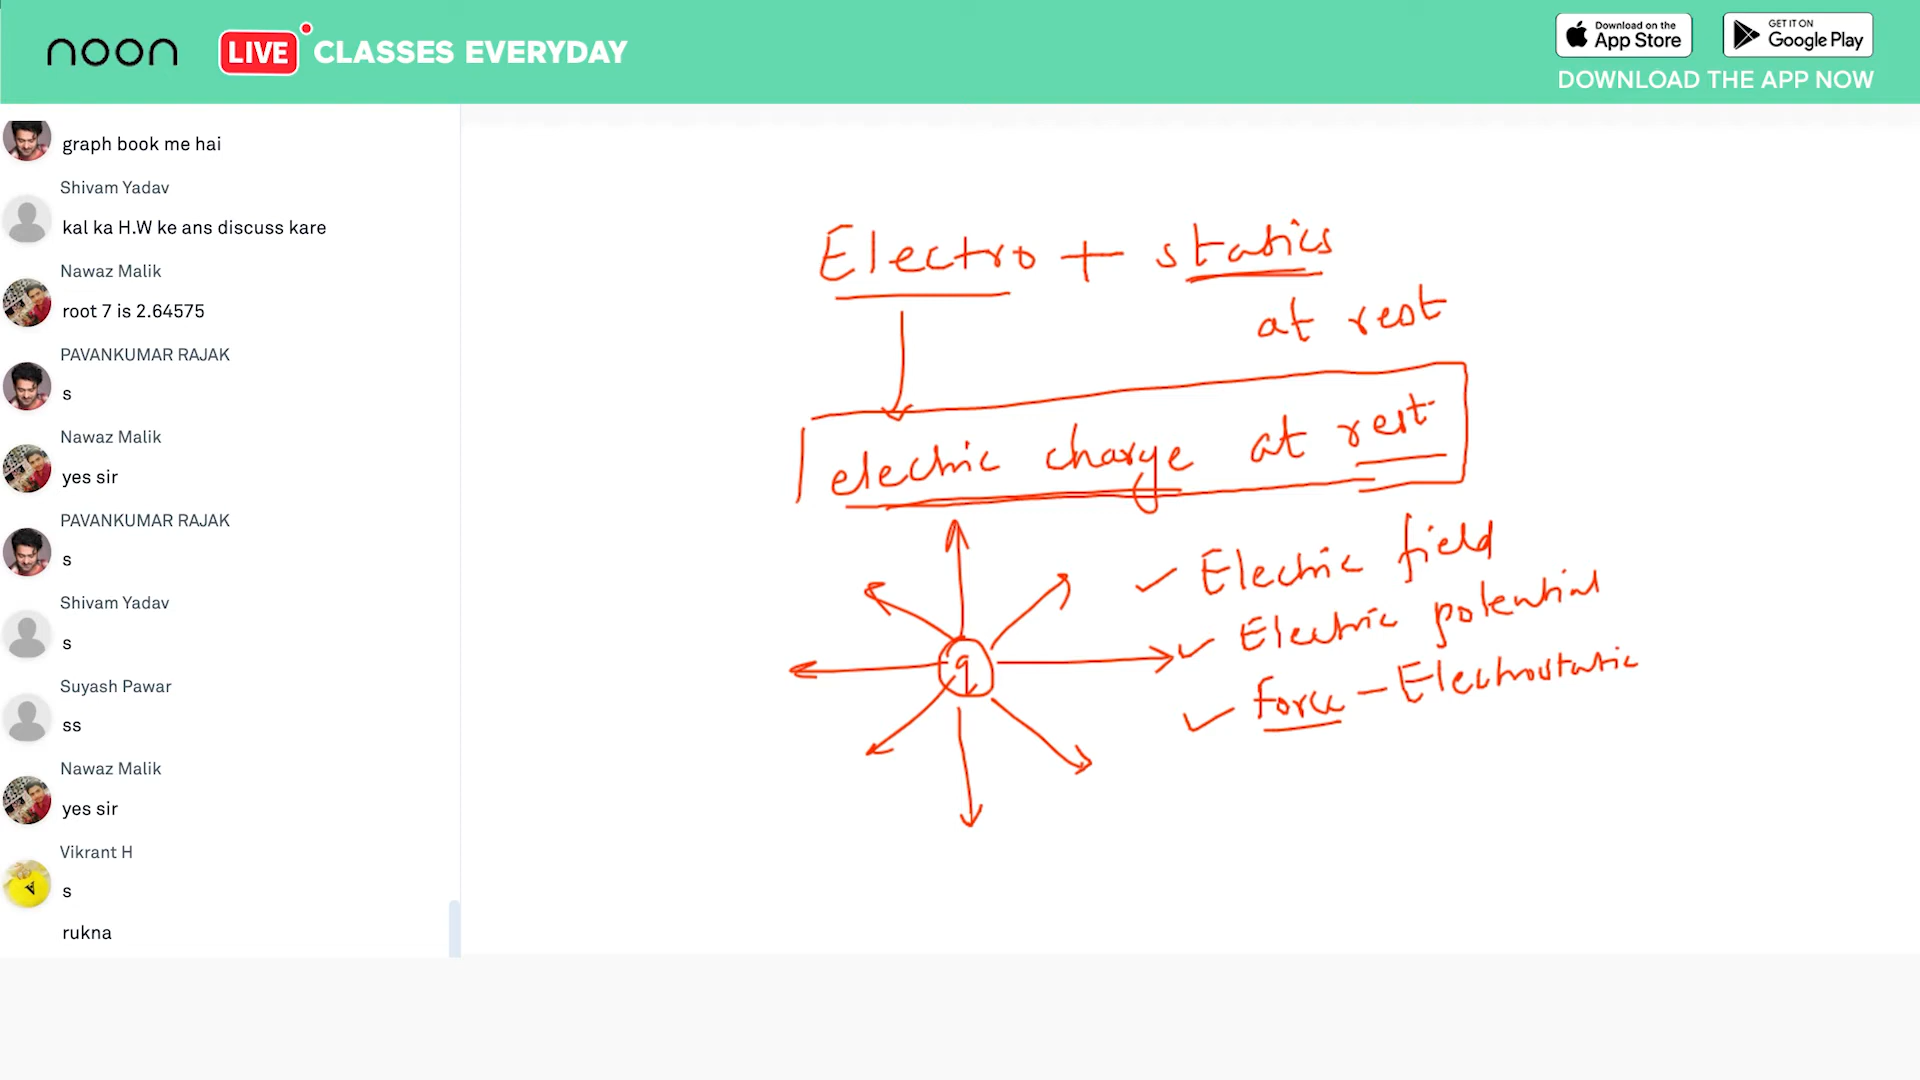 noon LIVE CLASSES EVERYDAY
Download on the App Store
GET IT ON Google Play
DOWNLOAD THE APP NOW
graph book me hai
Shivam Yadav
kal ka H.W ke ans discuss kare
Nawaz Malik
root 7 is 2.64575
PAVANKUMAR RAJAK
s
Nawaz Malik
yes sir
PAVANKUMAR RAJAK
s
Shivam Yadav
s
Suyash Pawar
ss
Nawaz Malik
yes sir
Vikrant H
s
rukna
Electro + statics
at rest
electric charge at rest
q
✓ Electric field
✓ Electric potential
✓ Force - Electrostatic